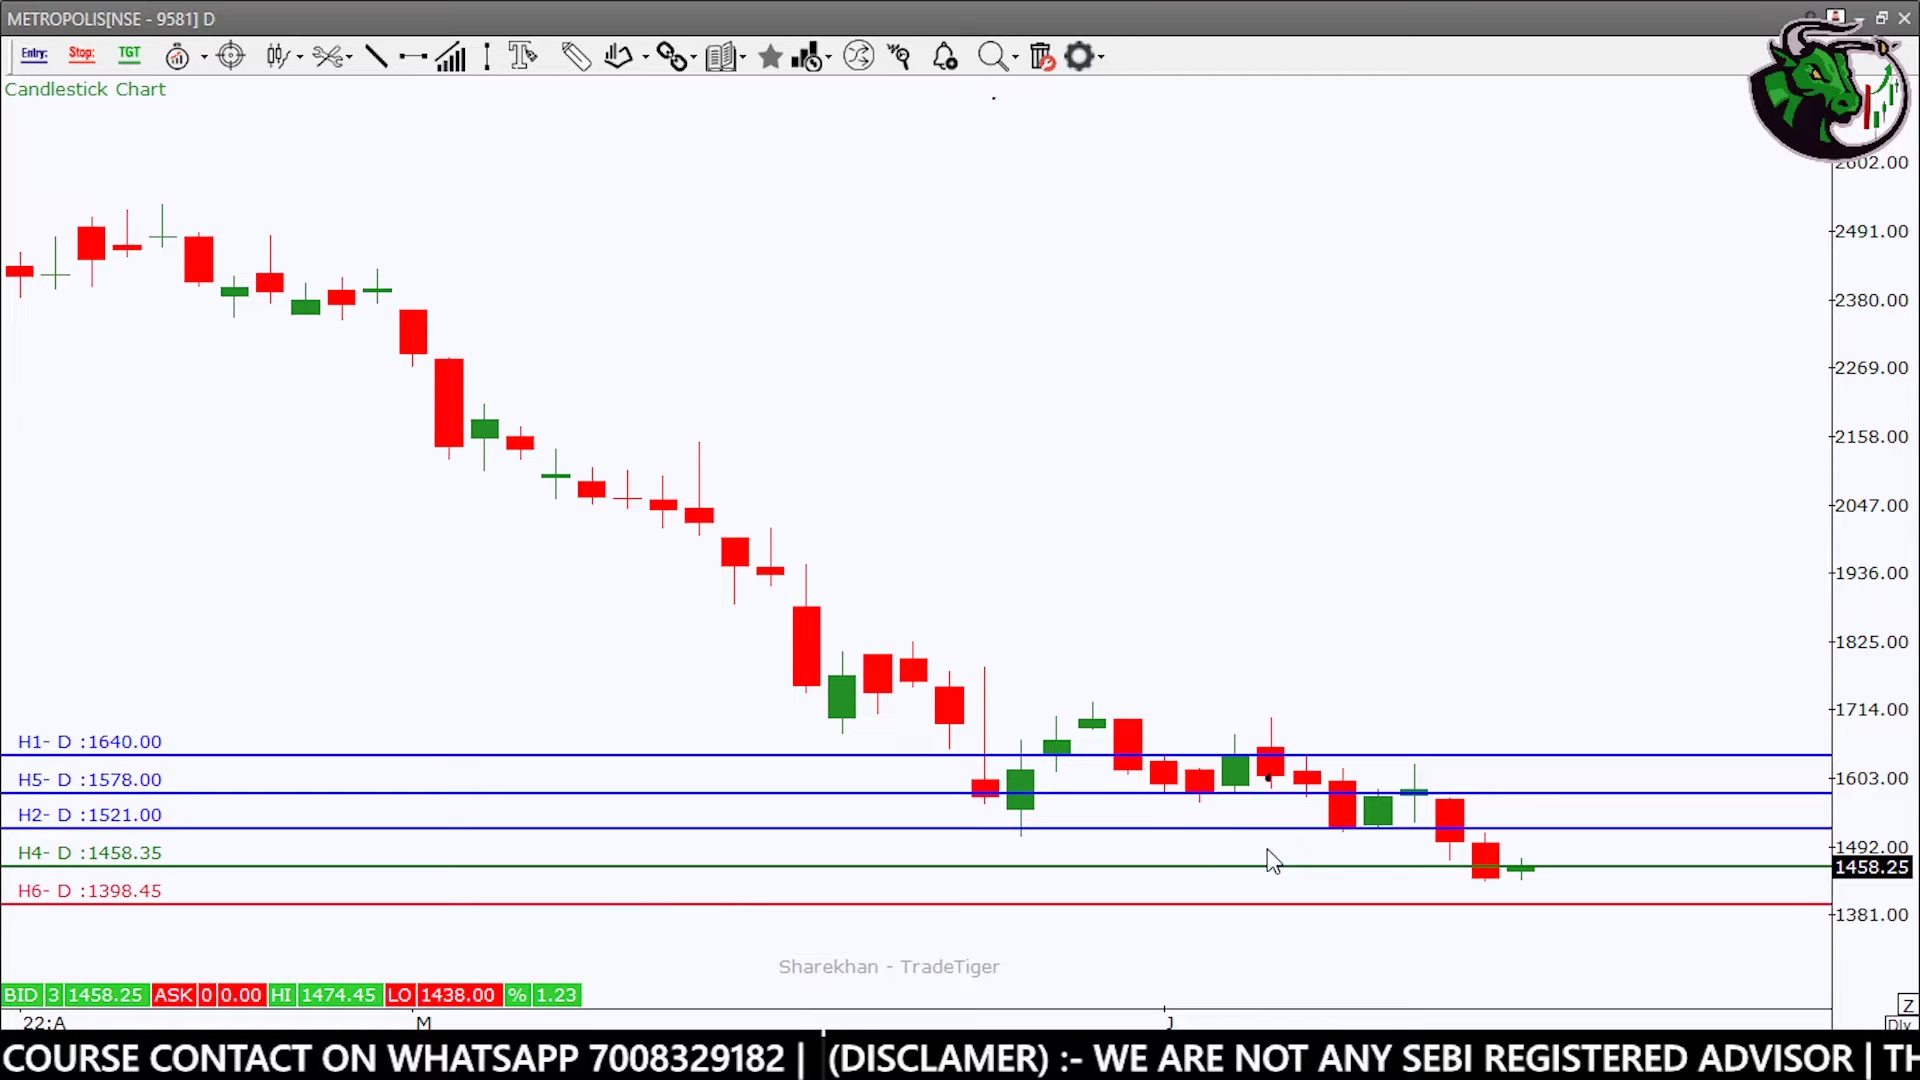 METROPOLIS[NSE - 9581] D
Entry: Stop: TGT
Candlestick Chart
2602.00
2491.00
2380.00
2269.00
2158.00
2047.00
1936.00
1825.00
1714.00
H1- D :1640.00
H5- D :1578.00
1603.00
H2- D :1521.00
1492.00
H4- D :1458.35
1458.25
H6- D :1398.45
1381.00
Sharekhan - TradeTiger
BID 3 1458.25 ASK 0 0.00 HI 1474.45 LO 1438.00 % 1.23
Z
22:A M J Dly
COURSE CONTACT ON WHATSAPP 7008329182 | (DISCLAMER) :- WE ARE NOT ANY SEBI REGISTERED ADVISOR | TH